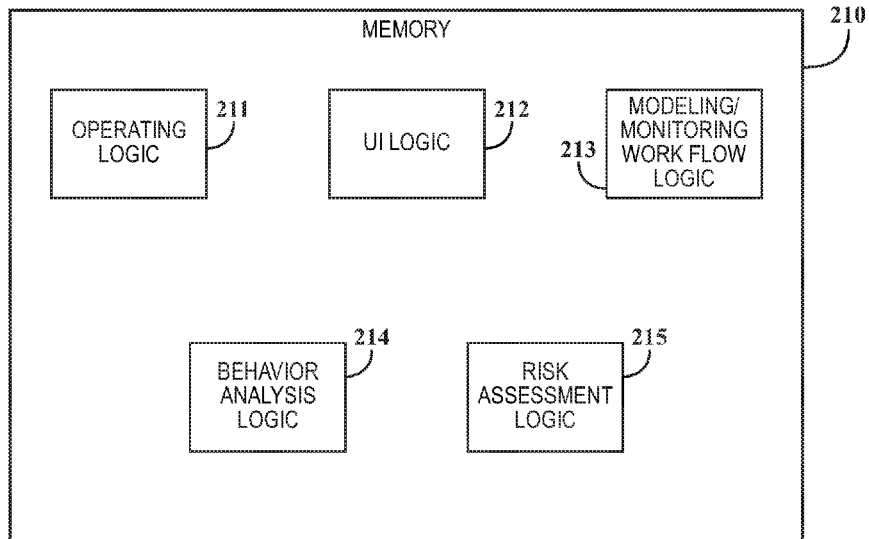 MEMORY
210
OPERATING
LOGIC
211
UI LOGIC
212
MODELING/
MONITORING
WORK FLOW
LOGIC
213
BEHAVIOR
ANALYSIS
LOGIC
214
RISK
ASSESSMENT
LOGIC
215